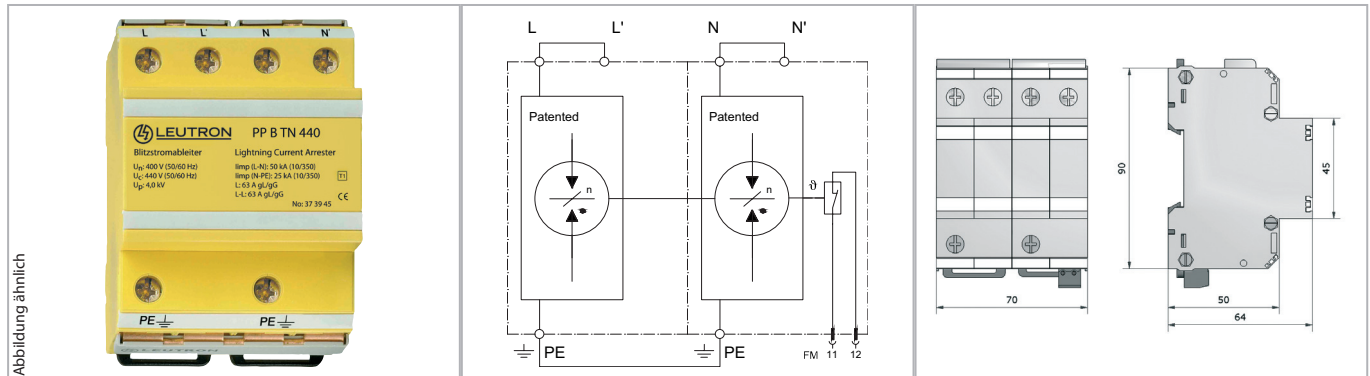 Abbildung ähnlich
L L' N N'
LEUTRON PP B TN 440
Blitzstromableiter Lightning Current Arrester
Un: 400 V (50/60 Hz) Iimp (L-N): 50 kA (10/350)
Uc: 440 V (50/60 Hz) Iimp (N-PE): 25 kA (10/350)
Up: 4,0 kV L: 63 A gL/gG
T1
L-L: 63 A gL/gG
No: 37 39 45 CE
PE PE
LEUTRON
L L' N N'
Patented Patented
n n
ϑ
PE PE
FM 11 12
90
70
45
50
64